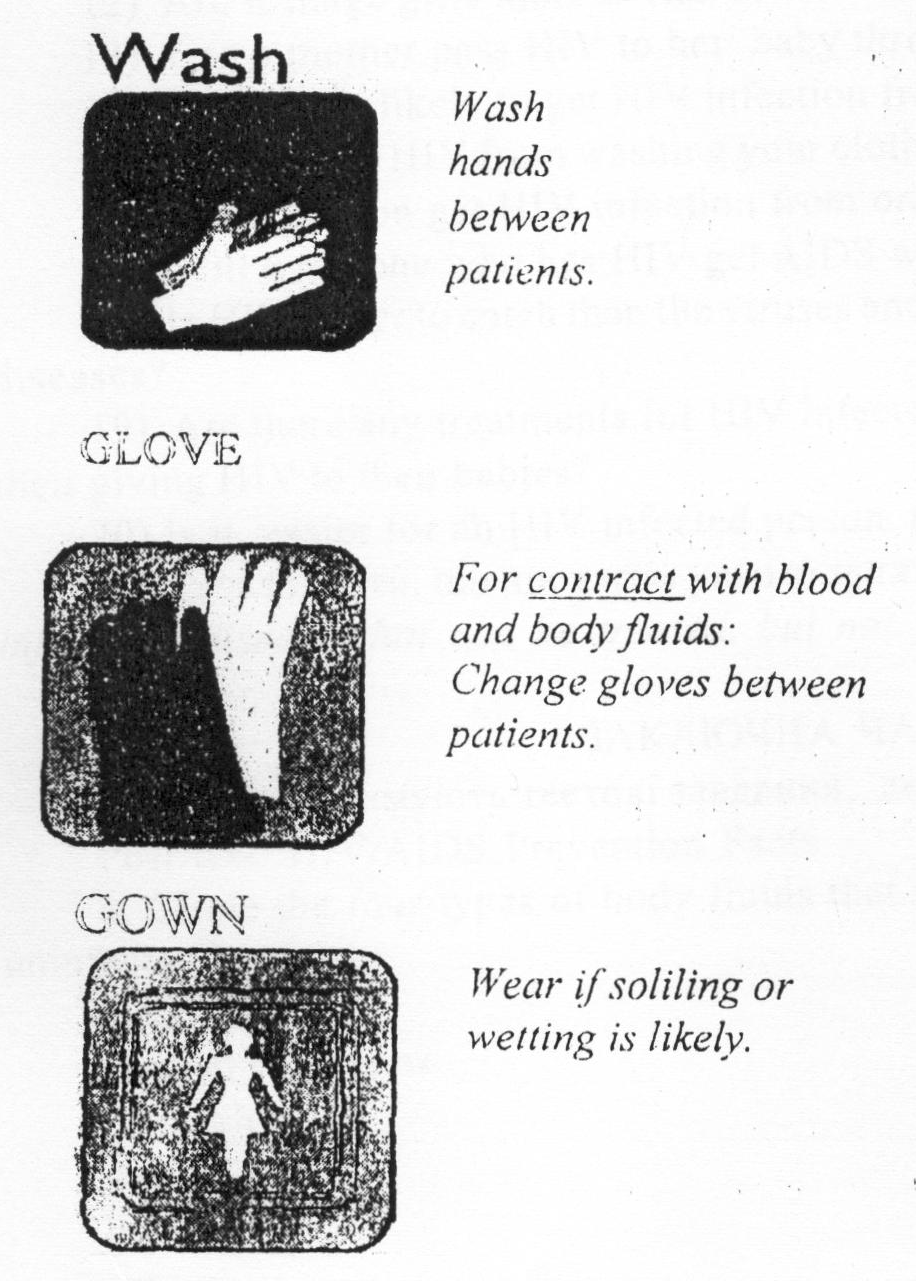 Wash
Wash
hands
between
patients.
GLOVE
For contract with blood
and body fluids:
Change gloves between
patients.
GOWN
Wear if soliling or
wetting is likely.